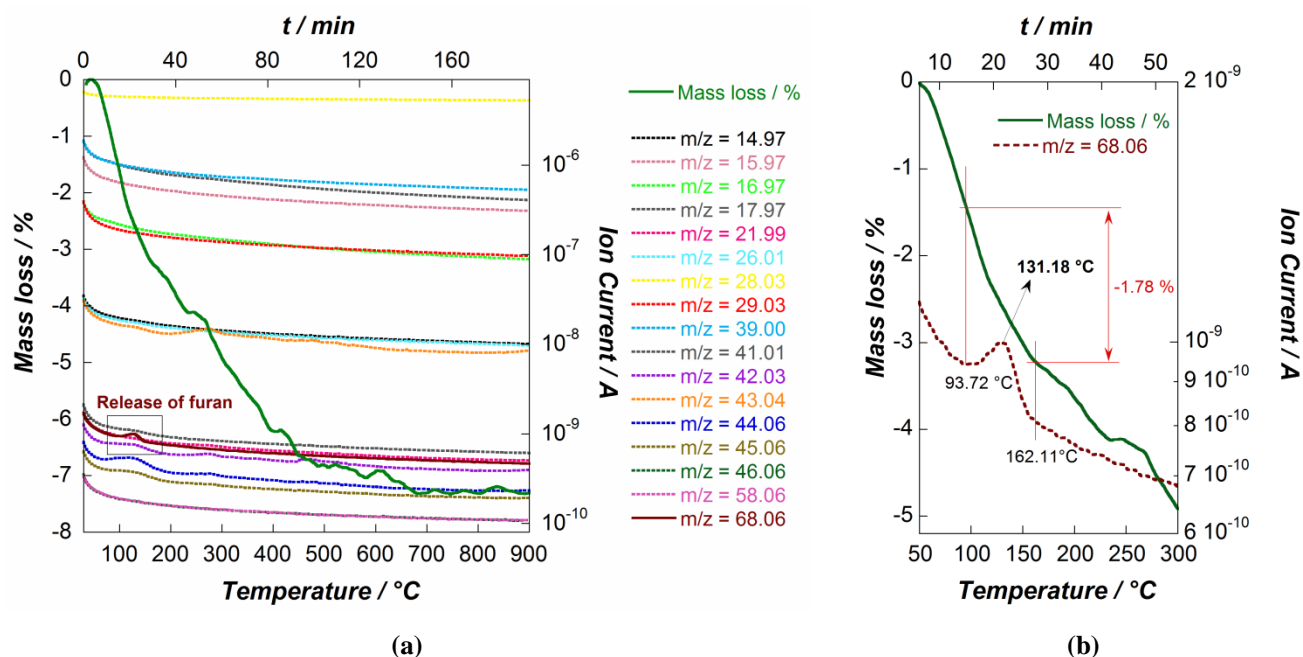 t / min
0 40 80 120 160
Mass loss / %
0
-1
-2
-3
-4
-5
-6
-7
-8
Release of furan
10⁻⁶
10⁻⁷
10⁻⁸
10⁻⁹
10⁻¹⁰
Ion Current / A
100 200 300 400 500 600 700 800 900
Temperature / °C
(a)
Mass loss / %
m/z = 14.97
m/z = 15.97
m/z = 16.97
m/z = 17.97
m/z = 21.99
m/z = 26.01
m/z = 28.03
m/z = 29.03
m/z = 39.00
m/z = 41.01
m/z = 42.03
m/z = 43.04
m/z = 44.06
m/z = 45.06
m/z = 46.06
m/z = 58.06
m/z = 68.06
t / min
10 20 30 40 50
Mass loss / %
0
-1
-2
-3
-4
-5
Mass loss / %
m/z = 68.06
131.18 °C
-1.78 %
93.72 °C
162.11°C
2 10⁻⁹
10⁻⁹
9 10⁻¹⁰
8 10⁻¹⁰
7 10⁻¹⁰
6 10⁻¹⁰
Ion Current / A
50 100 150 200 250 300
Temperature / °C
(b)